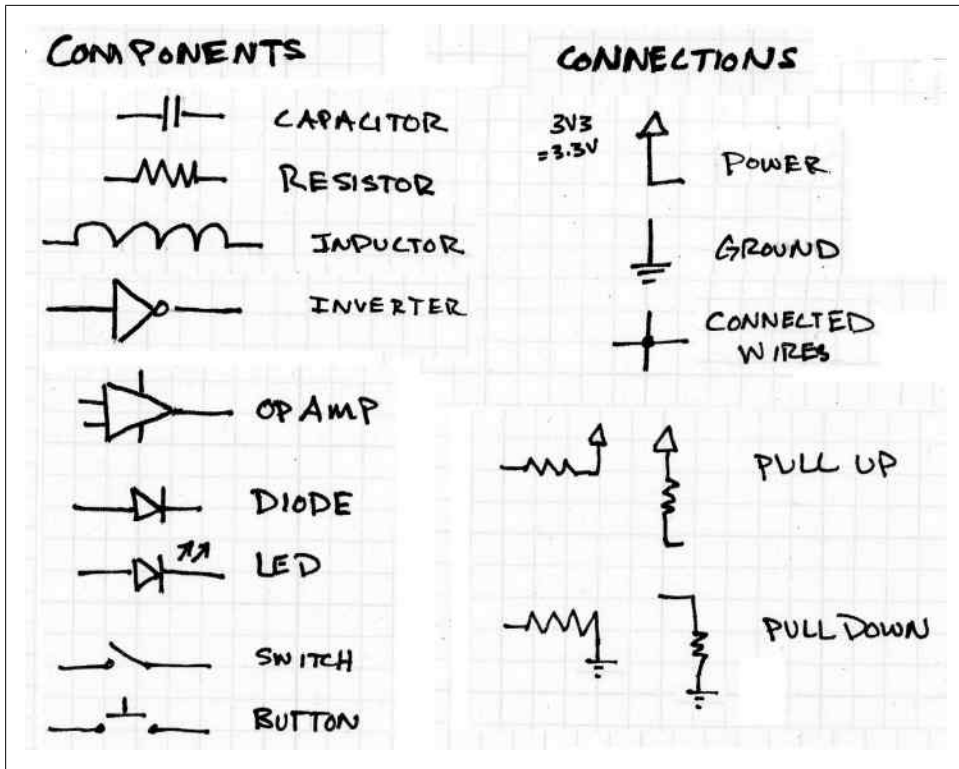 COMPONENTS
CAPACITOR
RESISTOR
INDUCTOR
INVERTER
OP AMP
DIODE
LED
SWITCH
BUTTON
CONNECTIONS
3V3
=3.3V
POWER
GROUND
CONNECTED
WIRES
PULL UP
PULL DOWN